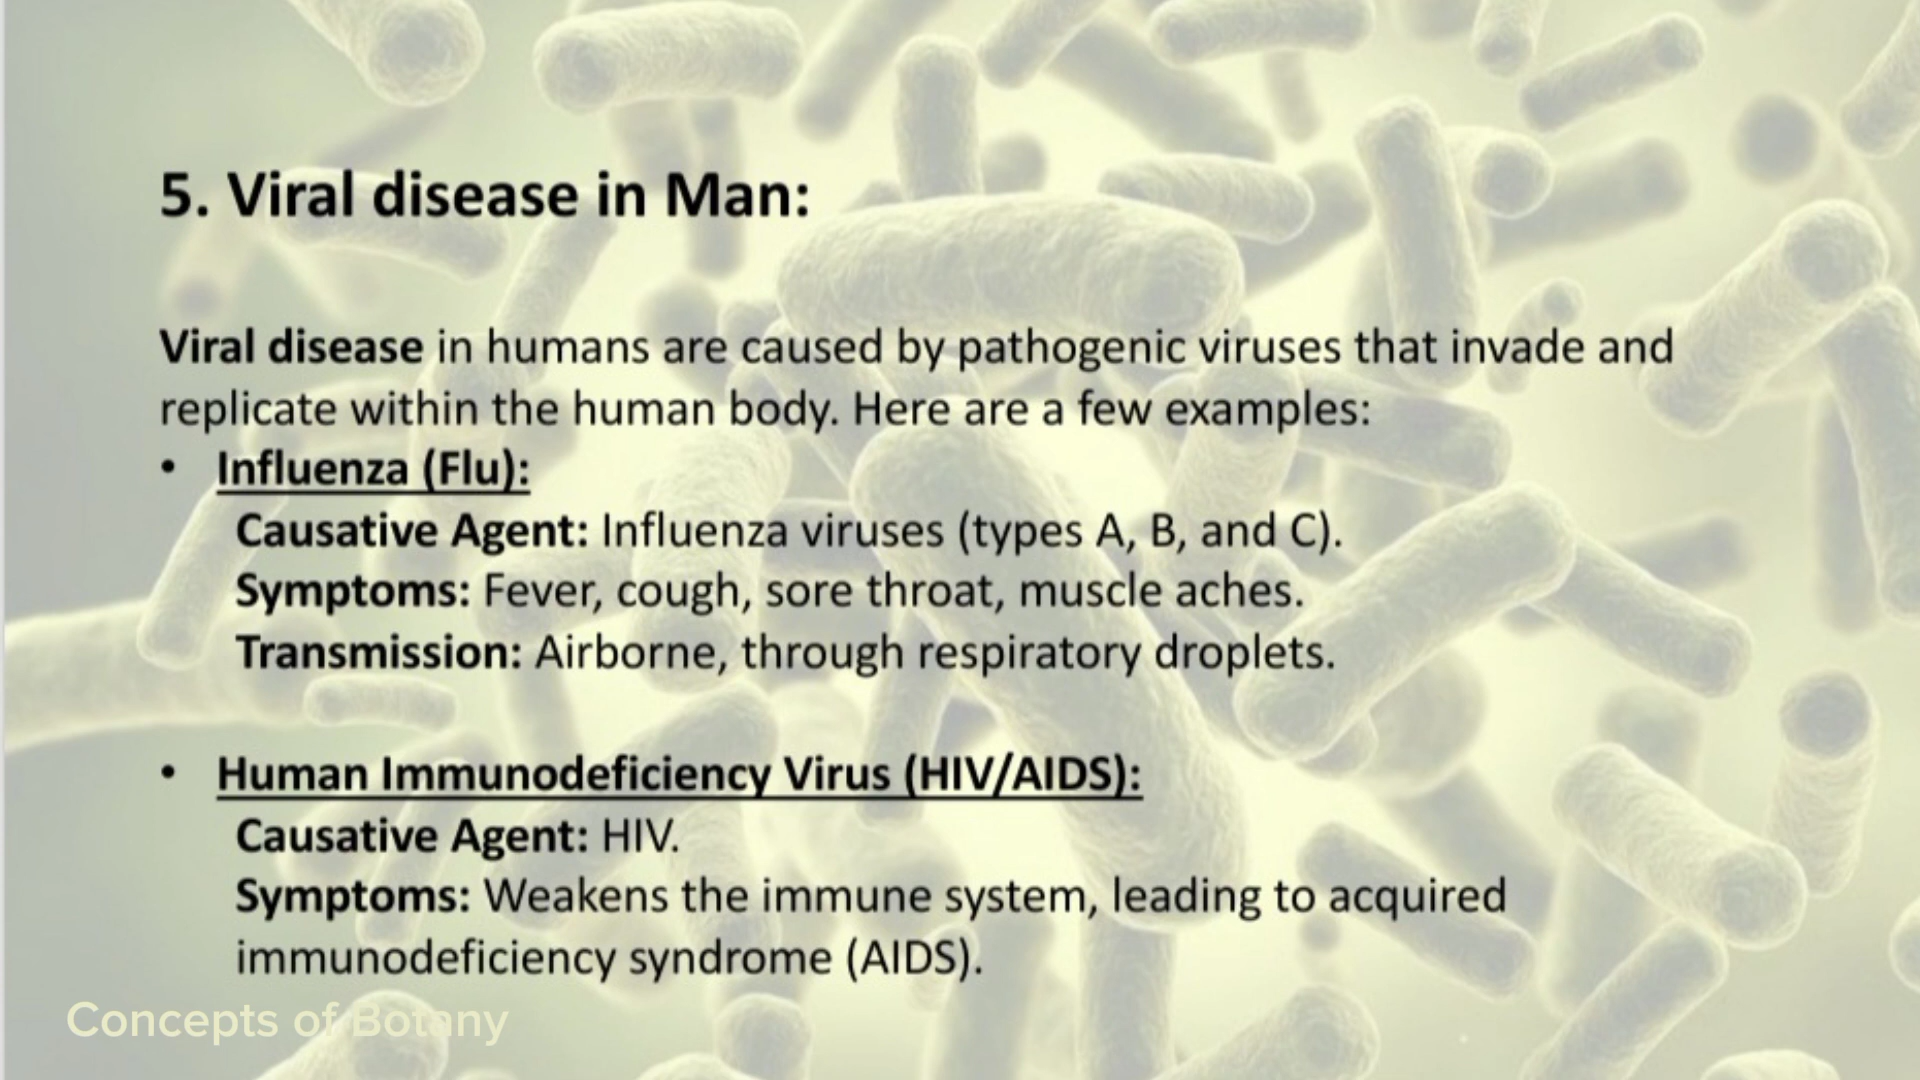 5. Viral disease in Man:
Viral disease in humans are caused by pathogenic viruses that invade and
replicate within the human body. Here are a few examples:
• Influenza (Flu):
Causative Agent: Influenza viruses (types A, B, and C).
Symptoms: Fever, cough, sore throat, muscle aches.
Transmission: Airborne, through respiratory droplets.
• Human Immunodeficiency Virus (HIV/AIDS):
Causative Agent: HIV.
Symptoms: Weakens the immune system, leading to acquired
immunodeficiency syndrome (AIDS).
Concepts of Botany